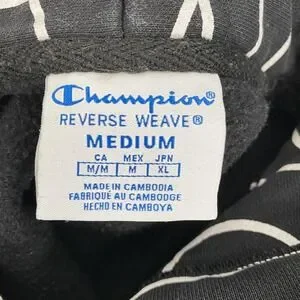 Champion®
REVERSE WEAVE®
MEDIUM
CA MEX JPN
M/M M XL
MADE IN CAMBODIA
FABRIQUÉ AU CAMBODGE
HECHO EN CAMBOYA